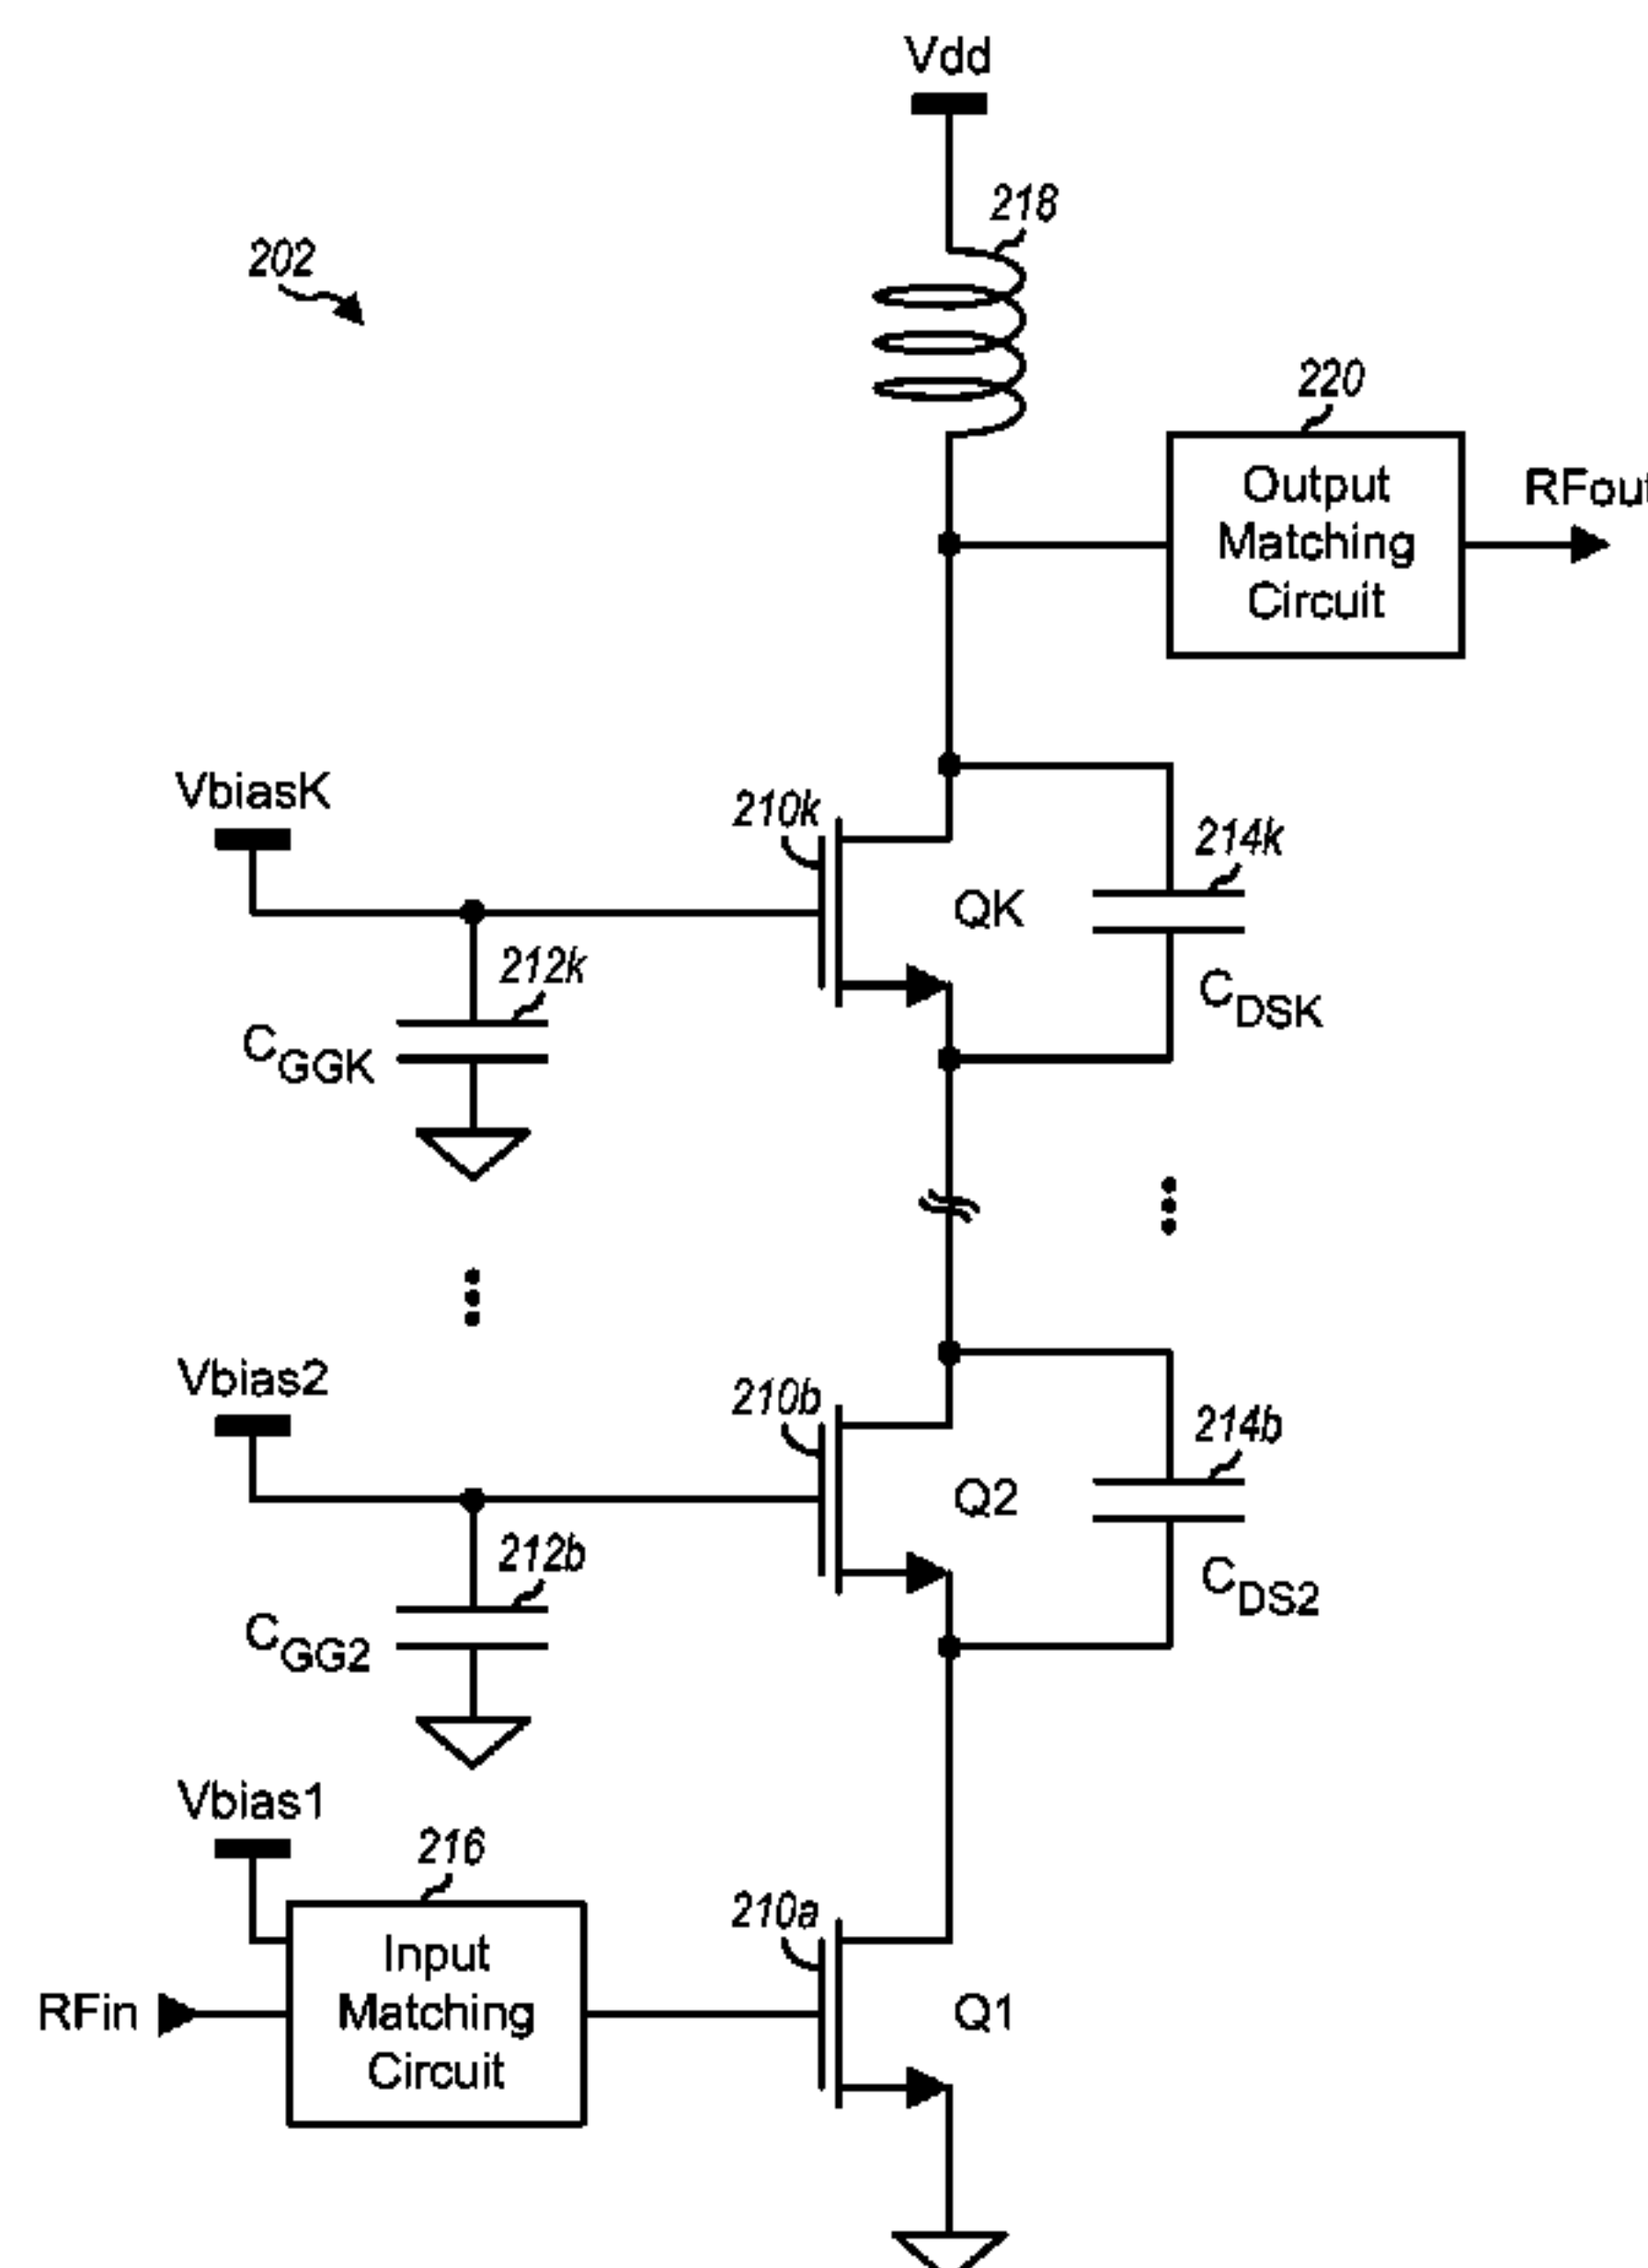 Vdd
218
202
220
Output
Matching
Circuit
RFout
VbiasK
210k
214k
QK
212k
CGGK
CDSK
Vbias2
210b
214b
Q2
212b
CGG2
CDS2
Vbias1
216
210a
Input
Matching
Circuit
RFin
Q1